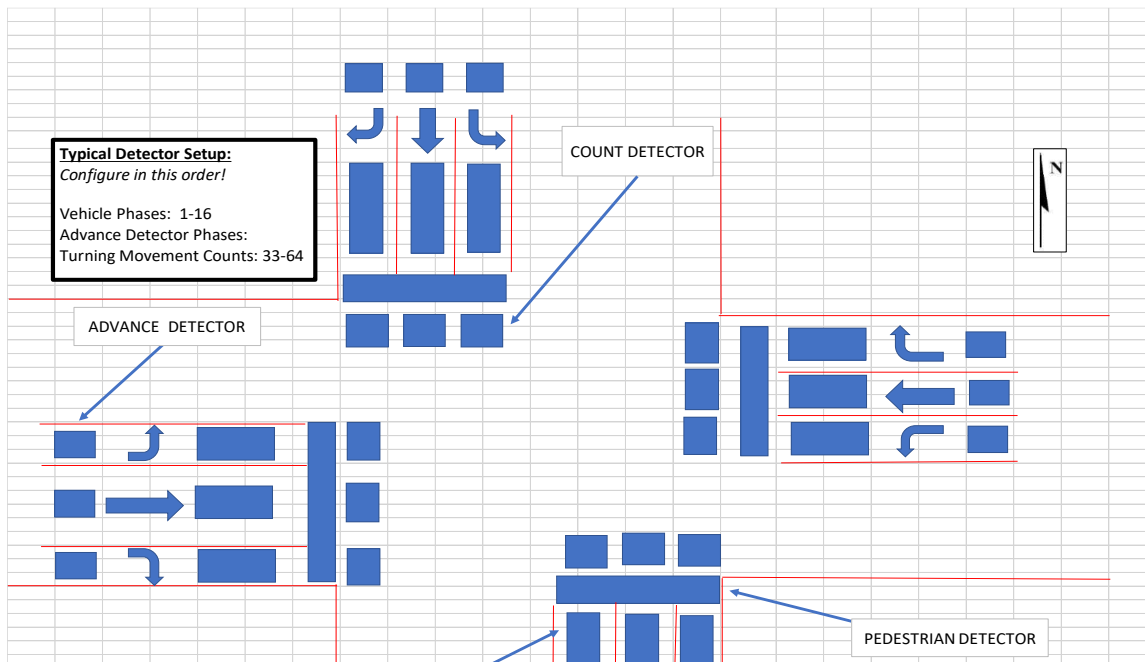 COUNT DETECTOR
Typical Detector Setup:
Configure in this order!
Vehicle Phases:  1-16
Advance Detector Phases:
Turning Movement Counts: 33-64
N
ADVANCE  DETECTOR
PEDESTRIAN DETECTOR